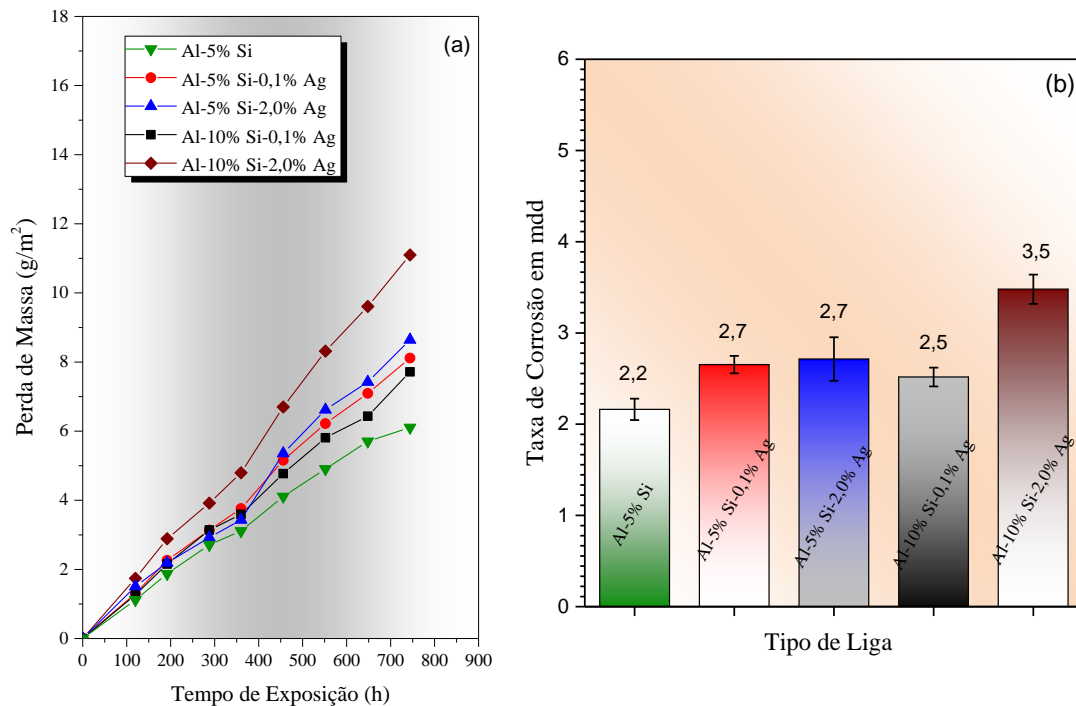 (a)
Al-5% Si
Al-5% Si-0,1% Ag
Al-5% Si-2,0% Ag
Al-10% Si-0,1% Ag
Al-10% Si-2,0% Ag
18
16
14
12
10
8
6
4
2
0
Perda de Massa (g/m²)
0 100 200 300 400 500 600 700 800 900
Tempo de Exposição (h)
(b)
6
5
4
3
2
1
0
Taxa de Corrosão em mdd
2,2
2,7
2,7
2,5
3,5
Al-5% Si
Al-5% Si-0,1% Ag
Al-5% Si-2,0% Ag
Al-10% Si-0,1% Ag
Al-10% Si-2,0% Ag
Tipo de Liga